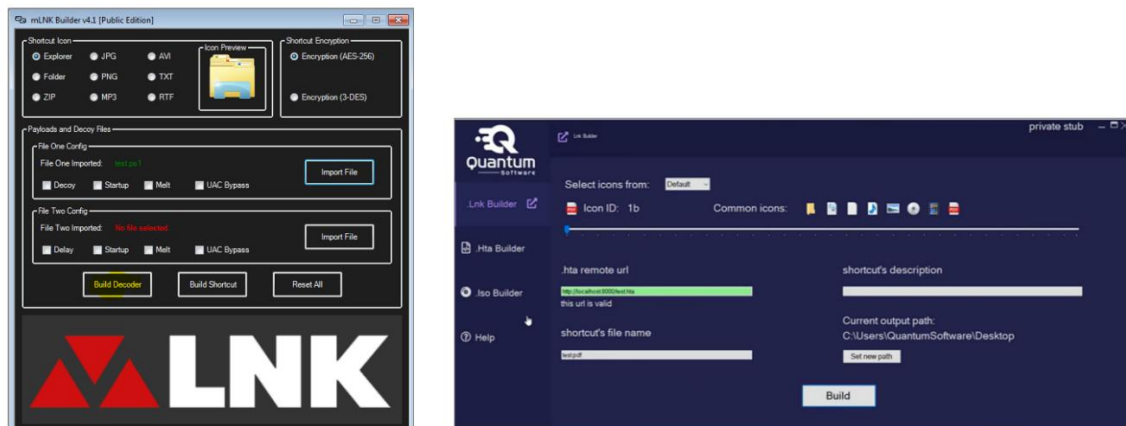 mLNK Builder v4.1 [Public Edition]
Shortcut Icon
Explorer
JPG
AVI
Folder
PNG
TXT
ZIP
MP3
RTF
Icon Preview
Shortcut Encryption
Encryption (AES-256)
Encryption (3-DES)
Payloads and Decoy Files
File One Config
File One Imported: test.ps1
Import File
Decoy
Startup
Melt
UAC Bypass
File Two Config
File Two Imported: No file selected
Import File
Delay
Startup
Melt
UAC Bypass
Build Decoder
Build Shortcut
Reset All
LNK
Quantum
Software
.Lnk Builder
.Hta Builder
.Iso Builder
Help
Lnk Builder
private stub
Select icons from: Default
Icon ID: 1b
Common icons:
.hta remote url
http://localhost:8000/test.hta
this url is valid
shortcut's file name
test.pdf
shortcut's description
Current output path:
C:\Users\QuantumSoftware\Desktop
Set new path
Build